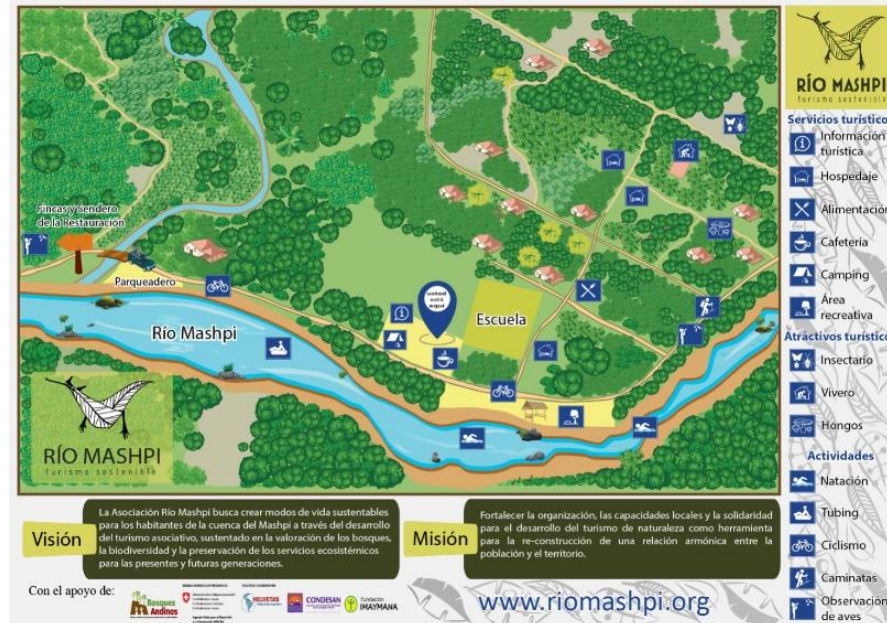 RÍO MASHPI
turismo sostenible
Servicios turístico
Información
turística
Hospedaje
Alimentación
Cafetería
Camping
Área
recreativa
Atractivos turístico
Insectario
Vivero
Hongos
Actividades
Natación
Tubing
Ciclismo
Caminatas
Observación
de aves
Fincas y Sendero
de la Restauración
Parqueadero
Río Mashpi
usted
está
aquí
Escuela
RÍO MASHPI
turismo sostenible
Visión
La Asociación Río Mashpi busca crear modos de vida sustentables
para los habitantes de la cuenca del Mashpi a través del desarrollo
del turismo asociativo, sustentado en la valoración de los bosques,
la biodiversidad y la preservación de los servicios ecosistémicos
para las presentes y futuras generaciones.
Misión
Fortalecer la organización, las capacidades locales y la solidaridad
para el desarrollo del turismo de naturaleza como herramienta
para la re-construcción de una relación armónica entre la
población y el territorio.
Con el apoyo de:
Bosques
Andinos
HELVETAS
CONDESAN
Fundación
IMAYMANA
www.riomashpi.org